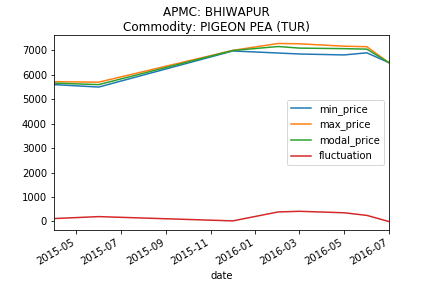 APMC: BHIWAPUR
Commodity: PIGEON PEA (TUR)
7000
6000
5000
4000
3000
2000
1000
0
min_price
max_price
modal_price
fluctuation
2015-05
2015-07
2015-09
2015-11
2016-01
2016-03
2016-05
2016-07
date